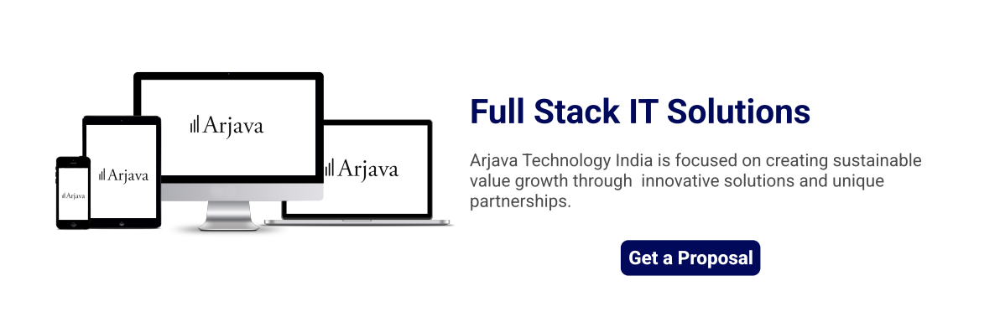 Arjava
Arjava
Arjava
Arjava
Full Stack IT Solutions
Arjava Technology India is focused on creating sustainable
value growth through  innovative solutions and unique
partnerships.
Get a Proposal